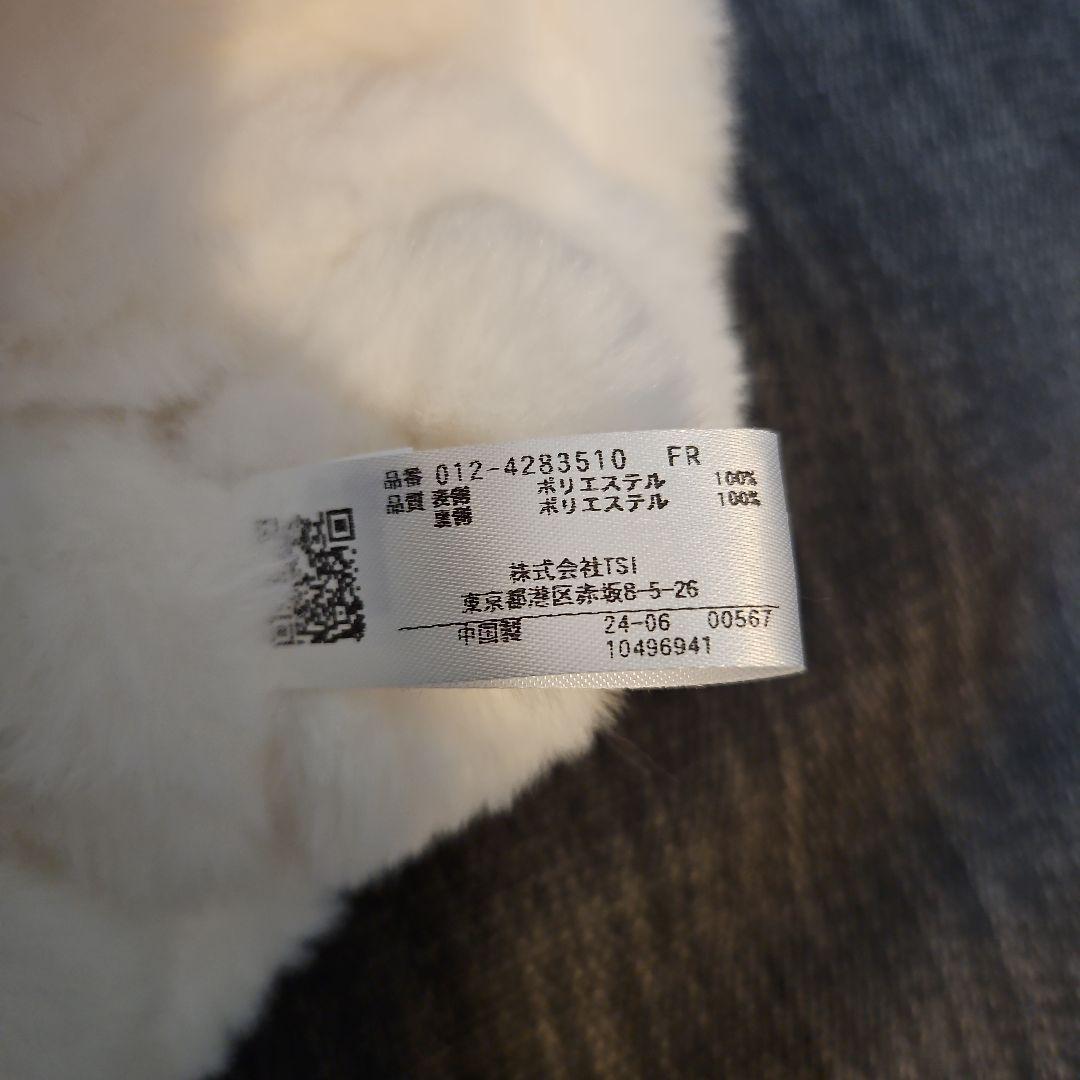 品番 012-4283510 FR
品質 表側 ポリエステル 100%
裏側 ポリエステル 100%
株式会社TSI
東京都港区赤坂8-5-26
中国製 24-06 00567
10496941